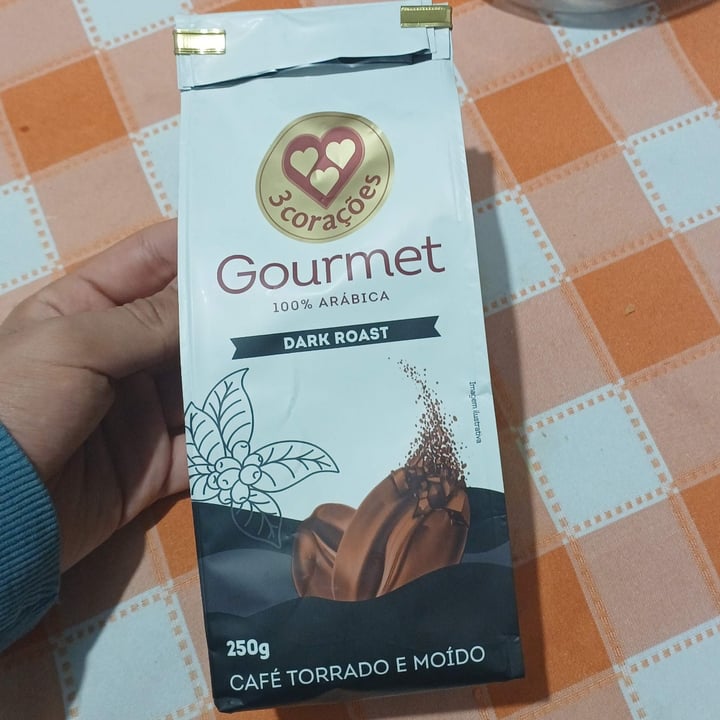 3 corações
Gourmet
100% ARÁBICA
DARK ROAST
Imagem ilustrativa
250g
CAFÉ TORRADO E MOÍDO